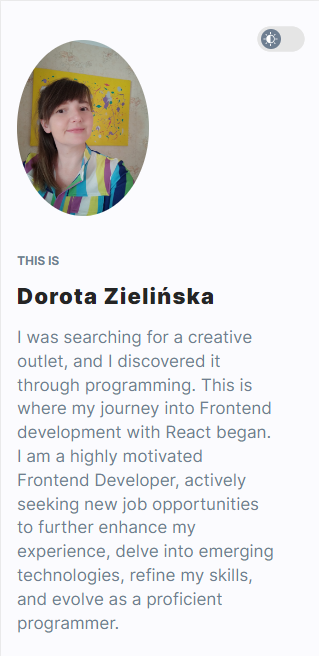 THIS IS
Dorota Zielińska
I was searching for a creative
outlet, and I discovered it
through programming. This is
where my journey into Frontend
development with React began.
I am a highly motivated
Frontend Developer, actively
seeking new job opportunities
to further enhance my
experience, delve into emerging
technologies, refine my skills,
and evolve as a proficient
programmer.